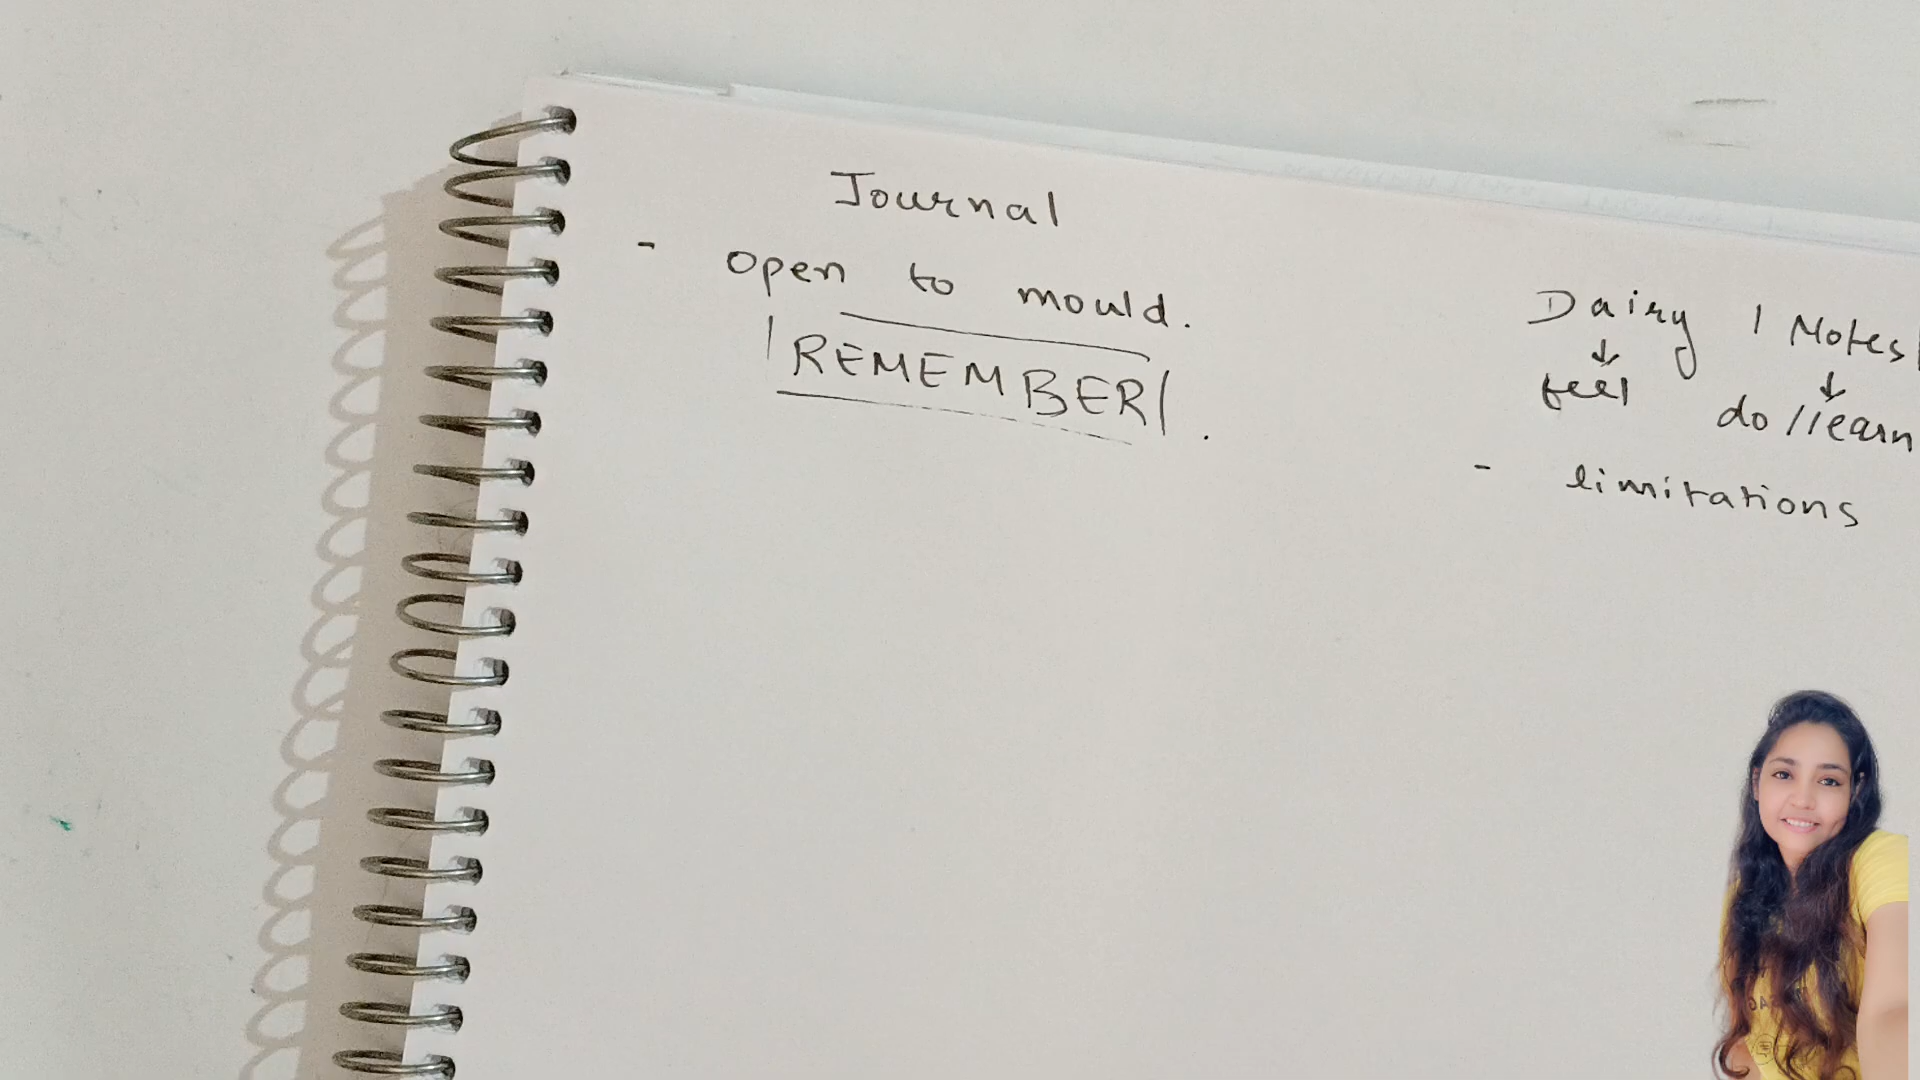 Journal
- open to mould.
|REMEMBER|.
Dairy | Notes|
↓ ↓
feel do/learn
- limitations